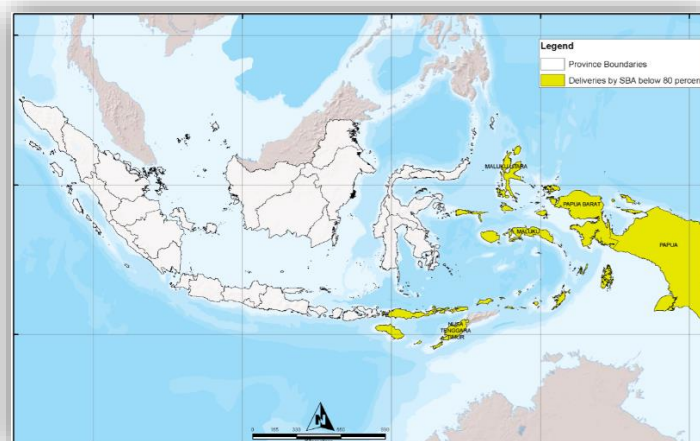 Legend
Province Boundaries
Deliveries by SBA below 80 percen
MALUKU UTARA
PAPUA BARAT
MALUKU
PAPUA
NUSA
TENGGARA
TIMUR
N